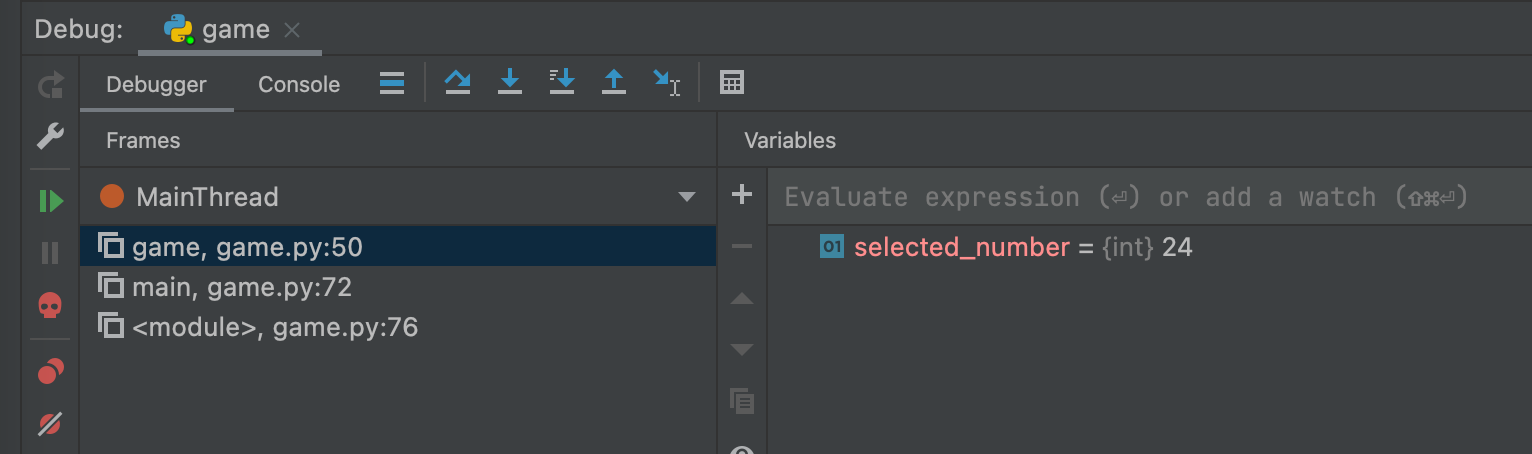 Debug: game
Debugger Console
Frames
Variables
MainThread
Evaluate expression (⏎) or add a watch (⇧⌘⏎)
game, game.py:50
main, game.py:72
<module>, game.py:76
01 selected_number = {int} 24